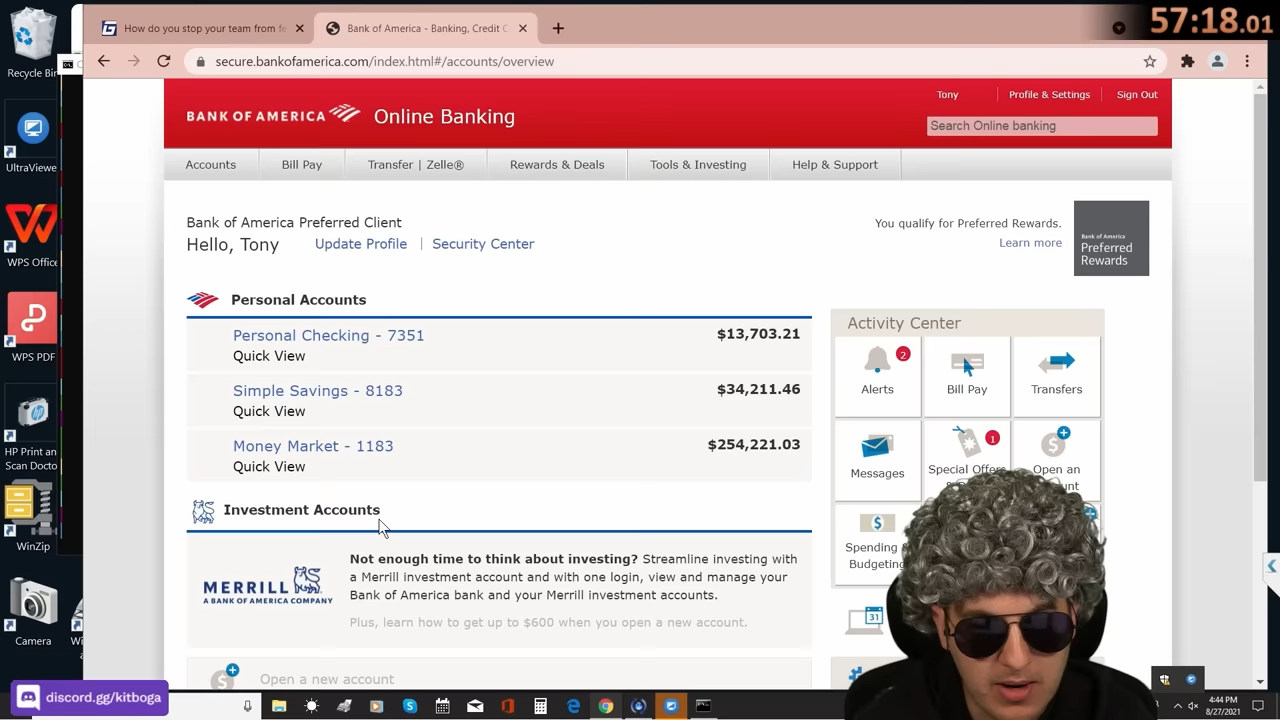 57:18.01
Recycle Bin
How do you stop your team from fe
Bank of America - Banking, Credit C
secure.bankofamerica.com/index.html#/accounts/overview
BANK OF AMERICA
Online Banking
Tony
Profile & Settings
Sign Out
Search Online banking
Accounts
Bill Pay
Transfer | Zelle®
Rewards & Deals
Tools & Investing
Help & Support
UltraViewer
WPS Office
WPS PDF
HP Print and
Scan Docto
WinZip
Camera
Bank of America Preferred Client
Hello, Tony
Update Profile
Security Center
You qualify for Preferred Rewards.
Learn more
Bank of America
Preferred
Rewards
Personal Accounts
Personal Checking - 7351
$13,703.21
Quick View
Simple Savings - 8183
$34,211.46
Quick View
Money Market - 1183
$254,221.03
Quick View
Activity Center
Alerts
2
Bill Pay
Transfers
Messages
Special Offers
1
Open an
Spending
Budgeting
31
Investment Accounts
MERRILL
A BANK OF AMERICA COMPANY
Not enough time to think about investing? Streamline investing with
a Merrill investment account and with one login, view and manage your
Bank of America bank and your Merrill investment accounts.
Plus, learn how to get up to $600 when you open a new account.
Open a new account
discord.gg/kitboga
4:44 PM
8/27/2021